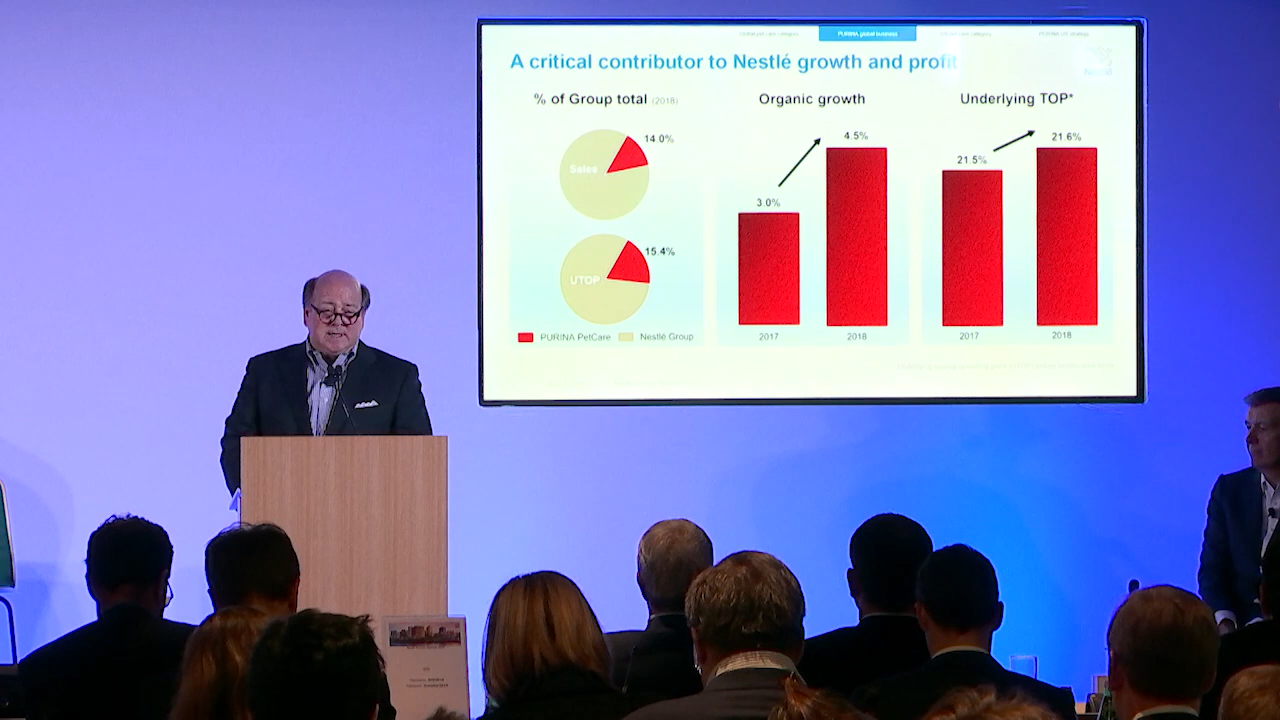 PURINA global business
A critical contributor to Nestlé growth and profit
% of Group total (2018)
Organic growth
Underlying TOP*
14.0%
Sales
15.4%
UTOP
PURINA PetCare
Nestlé Group
3.0%
4.5%
2017
2018
21.5%
21.6%
2017
2018